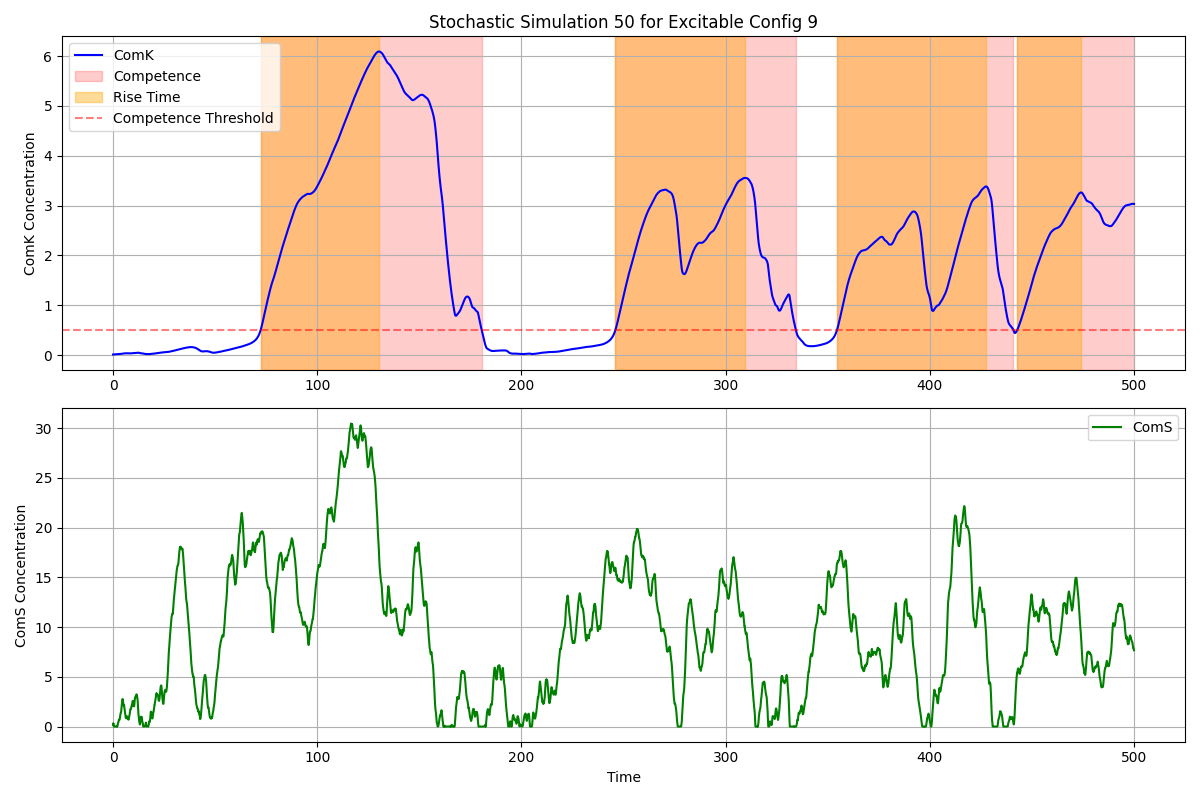 Stochastic Simulation 50 for Excitable Config 9
ComK Concentration
6
5
4
3
2
1
0
ComK
Competence
Rise Time
Competence Threshold
0
100
200
300
400
500
ComS Concentration
30
25
20
15
10
5
0
ComS
0
100
200
300
400
500
Time